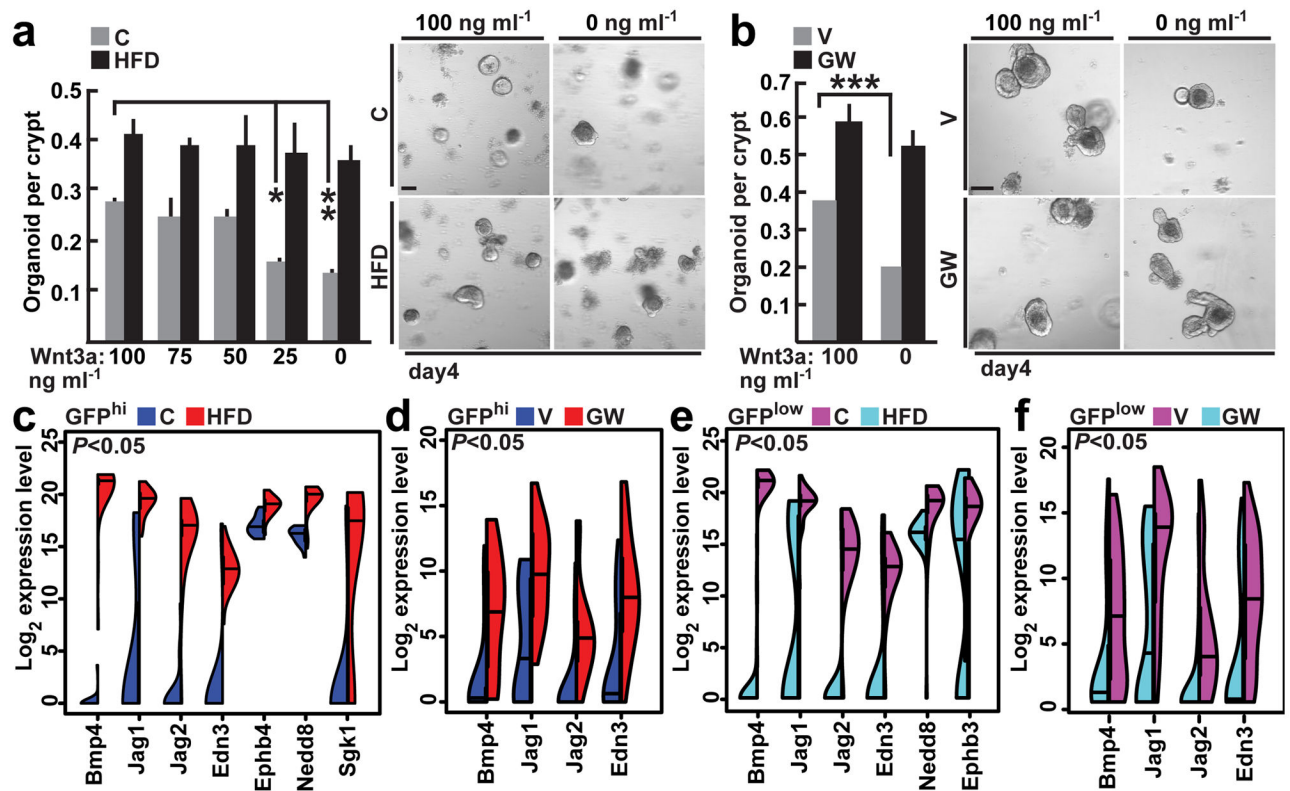 a
C
HFD
Organoid per crypt
0.5
0.4
0.3
0.2
0.1
*
**
Wnt3a: 100 75 50 25 0
ng ml-1
100 ng ml-1 0 ng ml-1
C
HFD
day4
b
V
GW
Organoid per crypt
0.7
0.6
0.5
0.4
0.2
0.1
***
Wnt3a: 100 0
ng ml-1
100 ng ml-1 0 ng ml-1
V
GW
day4
c GFPhi C HFD
P<0.05
Log2 expression level
25
20
15
10
5
0
Bmp4 Jag1 Jag2 Edn3 Ephb4 Nedd8 Sgk1
d GFPhi V GW
P<0.05
Log2 expression level
20
15
10
5
0
Bmp4 Jag1 Jag2 Edn3
e GFPlow C HFD
P<0.05
Log2 expression level
25
20
15
10
5
0
Bmp4 Jag1 Jag2 Edn3 Nedd8 Ephb3
f GFPlow V GW
P<0.05
Log2 expression level
20
15
10
5
0
Bmp4 Jag1 Jag2 Edn3